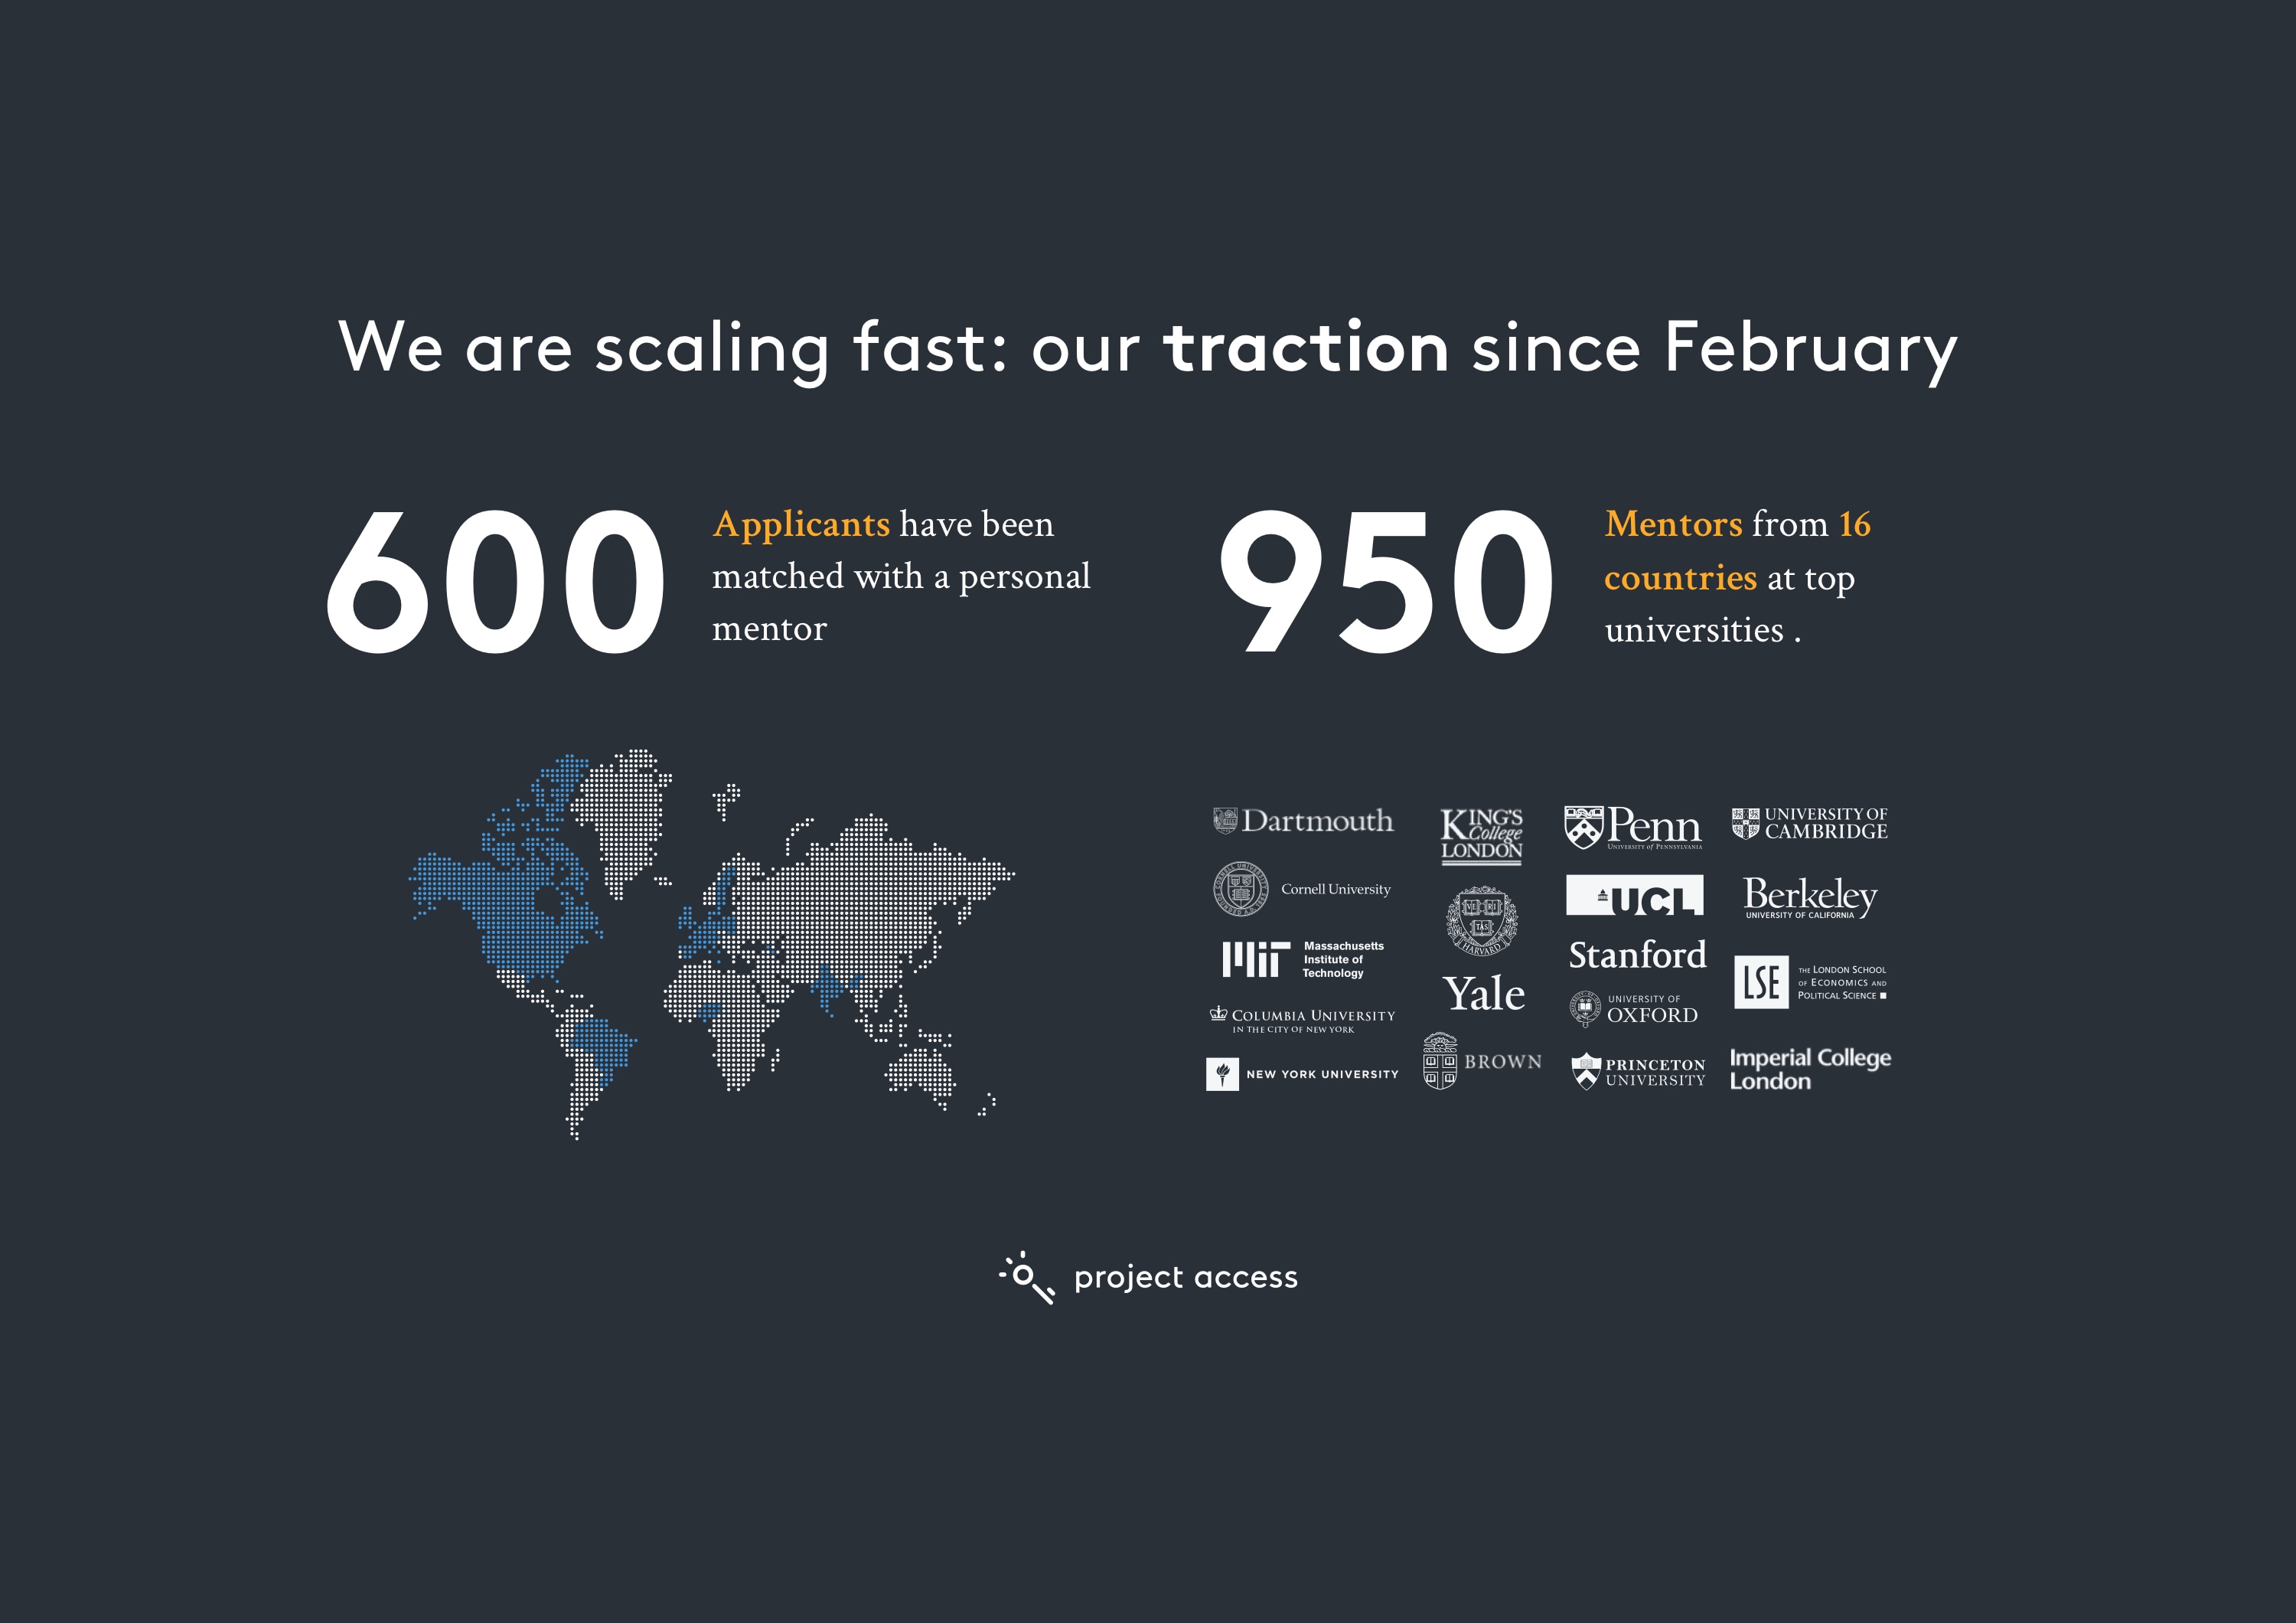 We are scaling fast: our traction since February
600
Applicants have been
matched with a personal
mentor
950
Mentors from 16
countries at top
universities .
Dartmouth
Cornell University
Massachusetts
Institute of
Technology
COLUMBIA UNIVERSITY
IN THE CITY OF NEW YORK
NEW YORK UNIVERSITY
KING'S
College
LONDON
VE RI
TAS
HARVARD
Yale
BROWN
Penn
UNIVERSITY of PENNSYLVANIA
UCL
Stanford
UNIVERSITY OF
OXFORD
PRINCETON
UNIVERSITY
UNIVERSITY OF
CAMBRIDGE
Berkeley
UNIVERSITY OF CALIFORNIA
LSE
THE LONDON SCHOOL
OF ECONOMICS AND
POLITICAL SCIENCE
Imperial College
London
project access